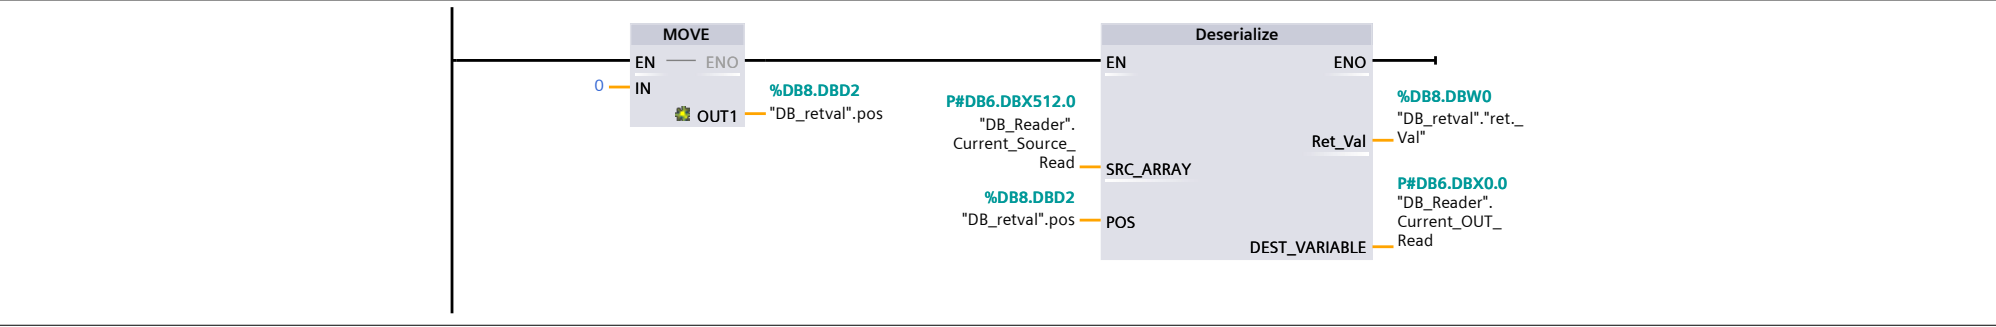 MOVE
EN
ENO
0
IN
OUT1
%DB8.DBD2
"DB_retval".pos
Deserialize
EN
ENO
P#DB6.DBX512.0
"DB_Reader".
Current_Source_
Read
SRC_ARRAY
%DB8.DBD2
"DB_retval".pos
POS
Ret_Val
%DB8.DBW0
"DB_retval"."ret._
Val"
DEST_VARIABLE
P#DB6.DBX0.0
"DB_Reader".
Current_OUT_
Read